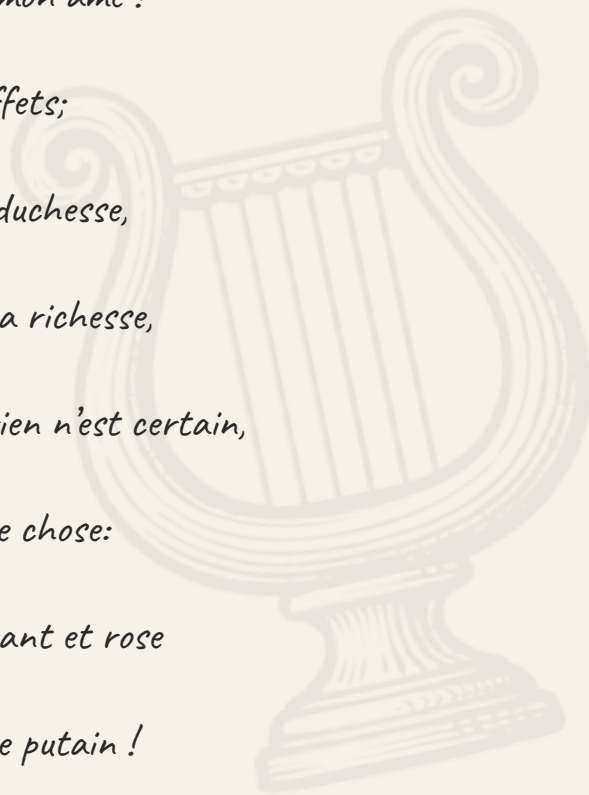 mon âme !
ffets;
duchesse,
a richesse,
ien n'est certain,
e chose:
ant et rose
e putain !